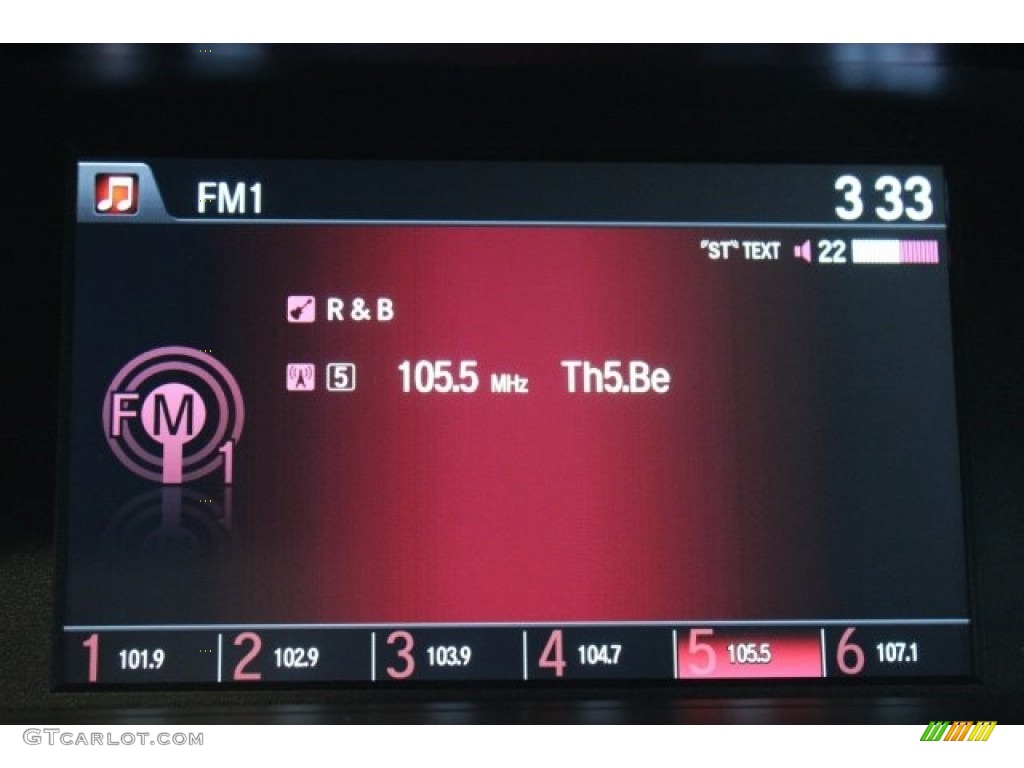 FM1
3 33
"ST" TEXT 22
R & B
5 105.5 MHz Th5.Be
FM 1
1 101.9 2 102.9 3 103.9 4 104.7 5 105.5 6 107.1
GTcarlot.com